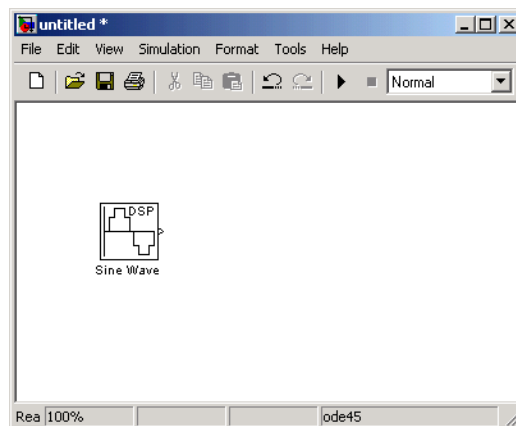 untitled *
File Edit View Simulation Format Tools Help
Normal
DSP
Sine Wave
Rea 100% ode45